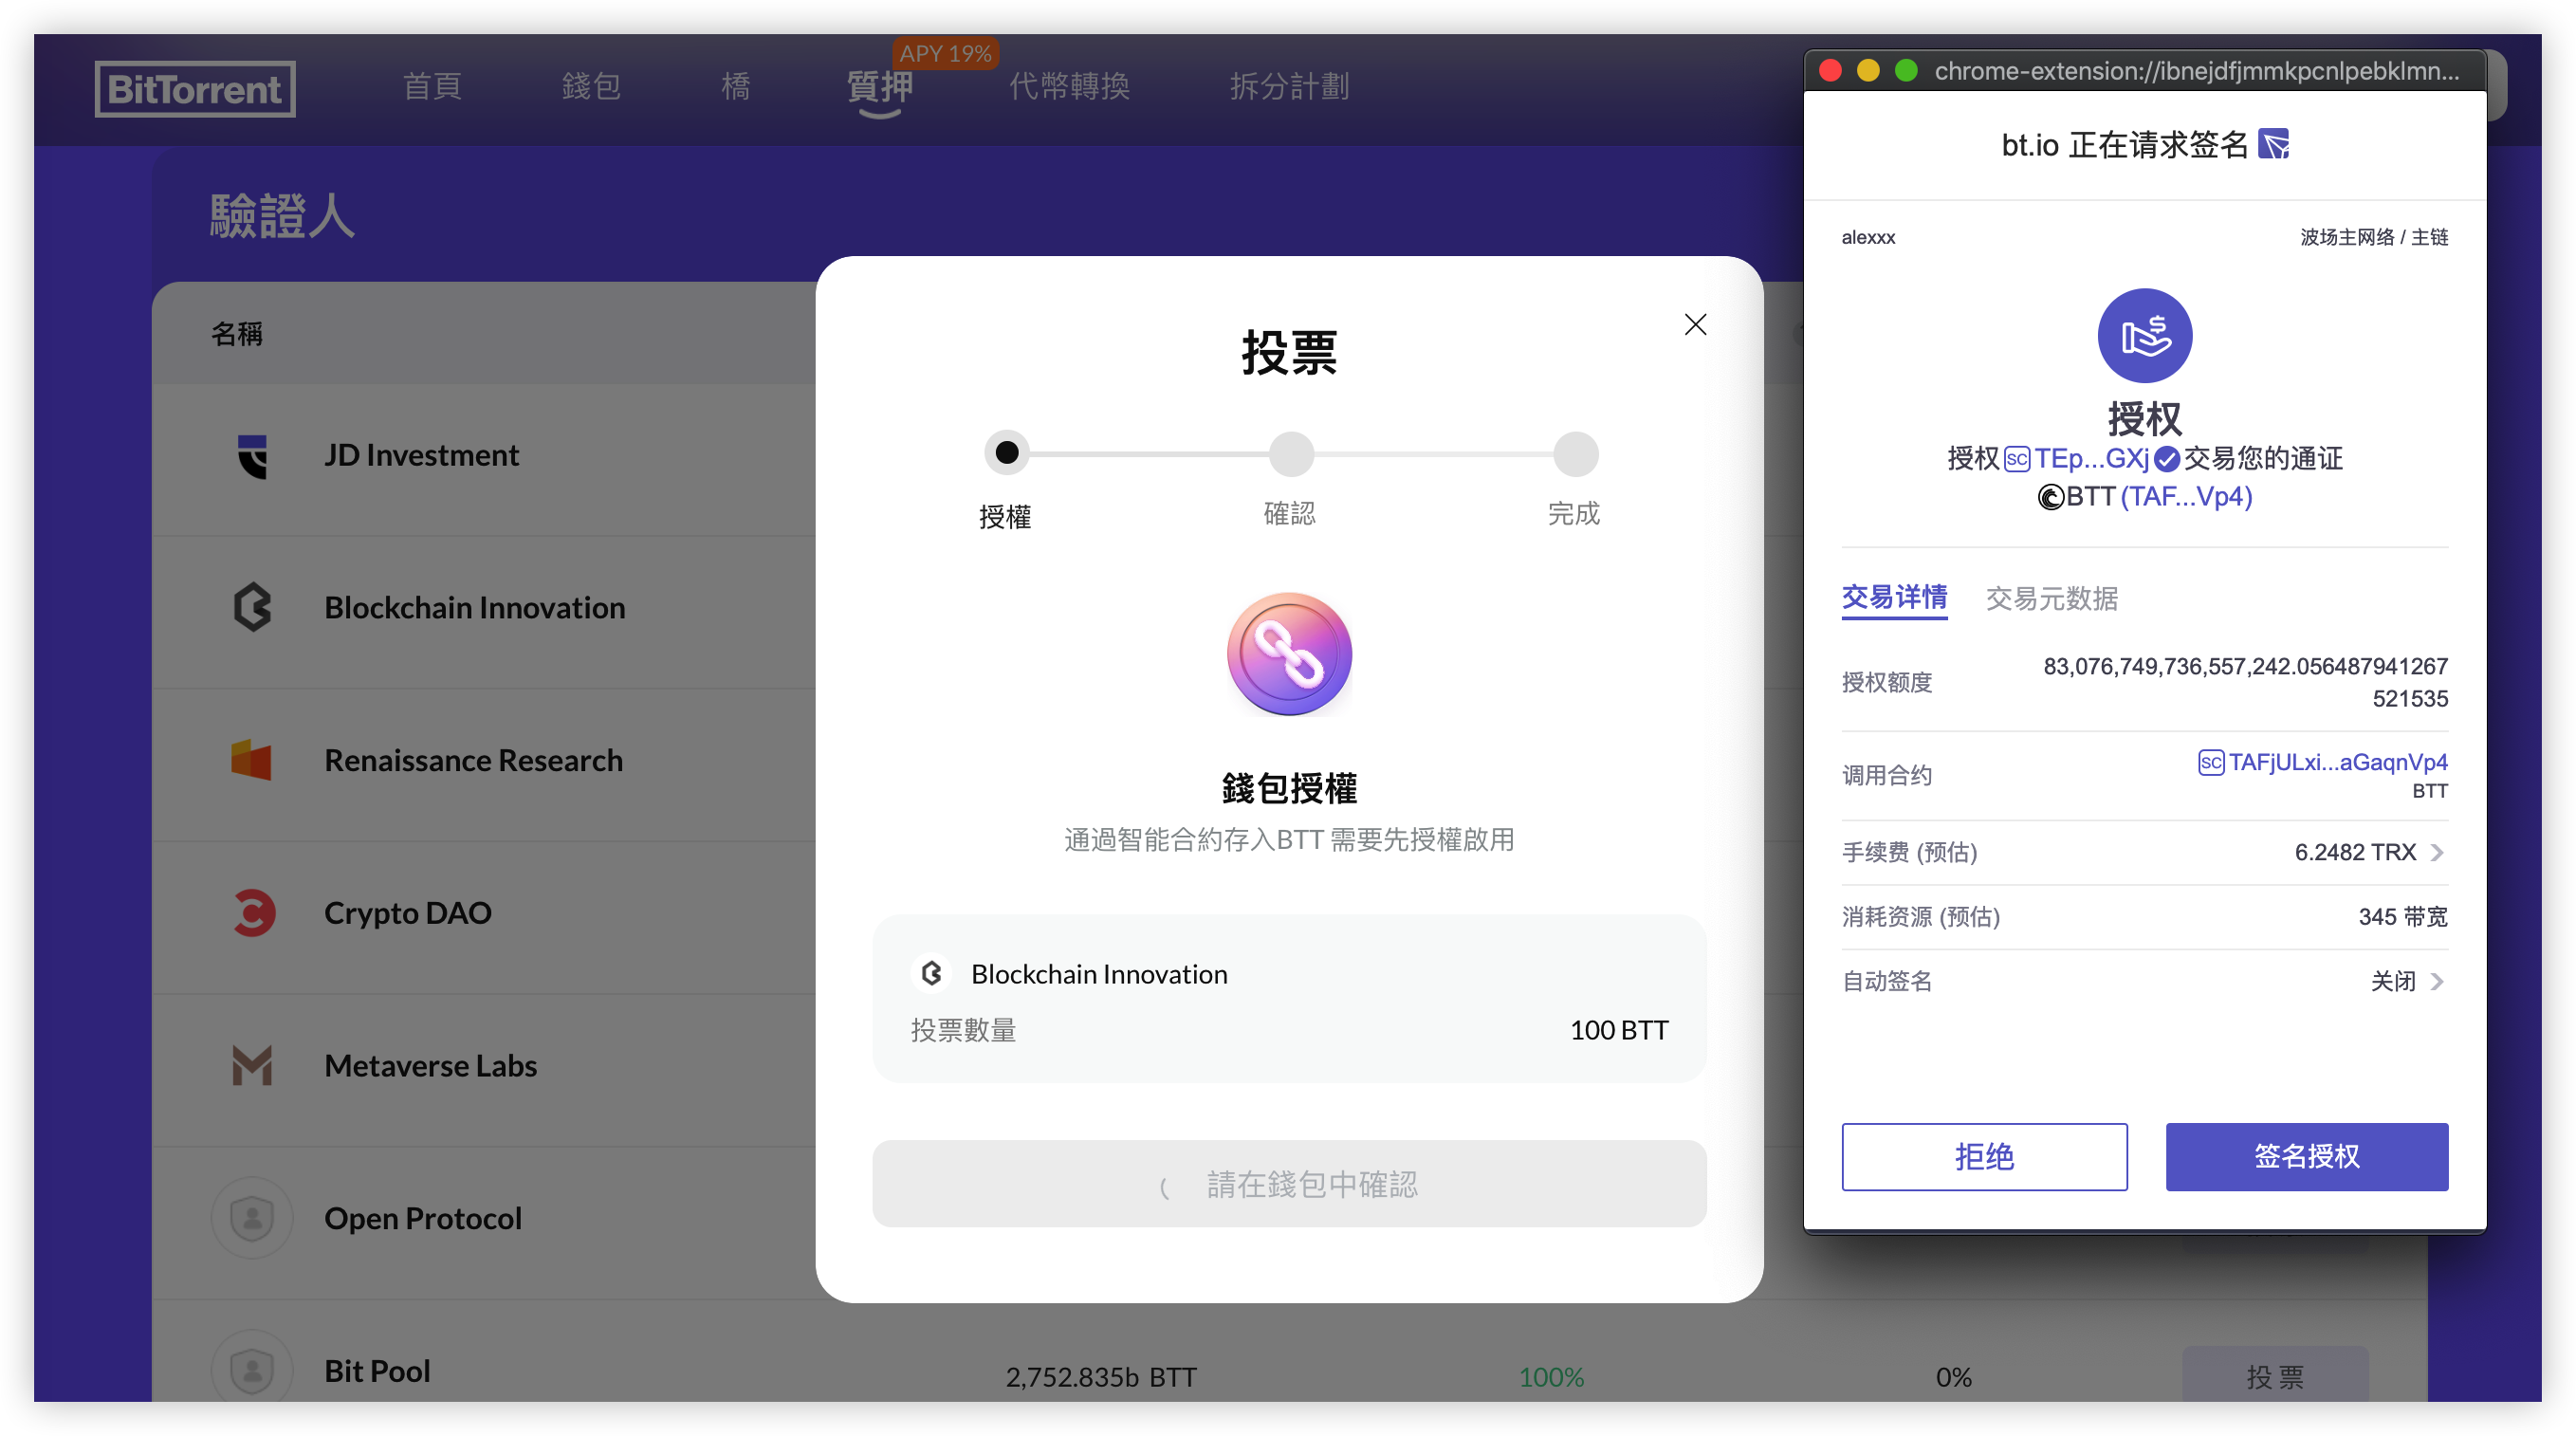 BitTorrent
首頁
錢包
橋
質押
APY 19%
代幣轉換
拆分計劃
驗證人
名稱
JD Investment
Blockchain Innovation
Renaissance Research
Crypto DAO
Metaverse Labs
Open Protocol
Bit Pool
2,752.835b BTT
100%
0%
投票
投票
授權
確認
完成
錢包授權
通過智能合約存入BTT 需要先授權啟用
Blockchain Innovation
投票數量
100 BTT
請在錢包中確認
chrome-extension://ibnejdfjmmkpcnlpebklmn...
bt.io 正在请求签名
alexxx
波场主网络 / 主链
授权
授权 SC TEp...GXj 交易您的通证
BTT (TAF...Vp4)
交易详情
交易元数据
授权额度
83,076,749,736,557,242.056487941267
521535
调用合约
SC TAFjULxi...aGaqnVp4
BTT
手续费 (预估)
6.2482 TRX
消耗资源 (预估)
345 带宽
自动签名
关闭
拒绝
签名授权